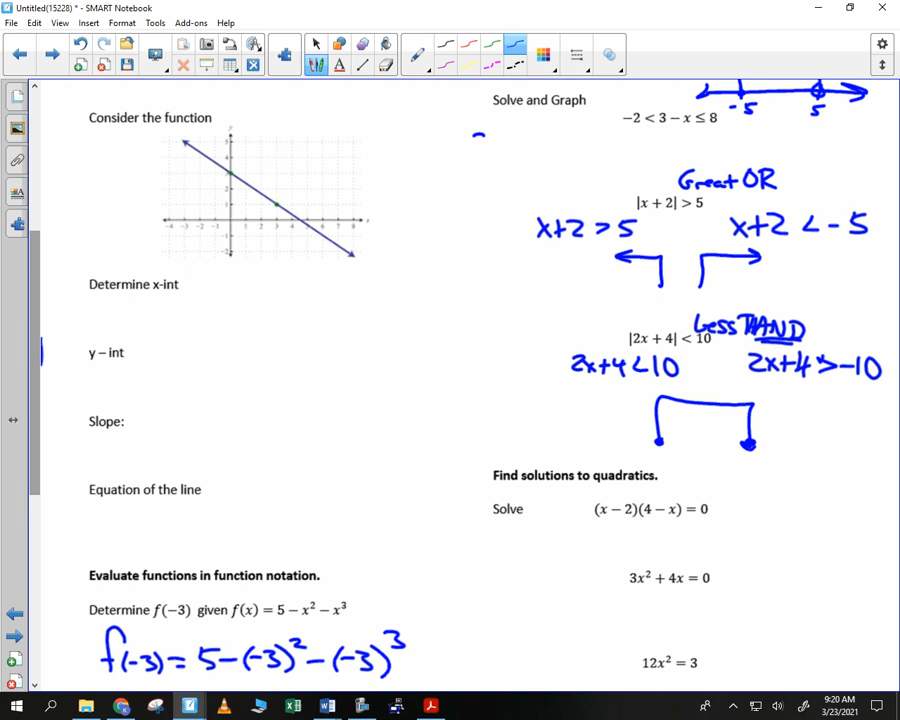 Untitled(15228) * - SMART Notebook
File Edit View Insert Format Tools Add-ons Help
Consider the function
Determine x-int
y – int
Slope:
Equation of the line
Evaluate functions in function notation.
Determine f(−3) given f(x) = 5 − x² − x³
f(-3) = 5-(-3)² - (-3)³
Solve and Graph
-5 5
−2 < 3 − x ≤ 8
Great OR
|x + 2| > 5
x+2 > 5 x+2 < -5
Less THAND
|2x + 4| < 10
2x+4 < 10 2x+4 > -10
Find solutions to quadratics.
Solve (x − 2)(4 − x) = 0
3x² + 4x = 0
12x² = 3
9:20 AM
3/23/2021